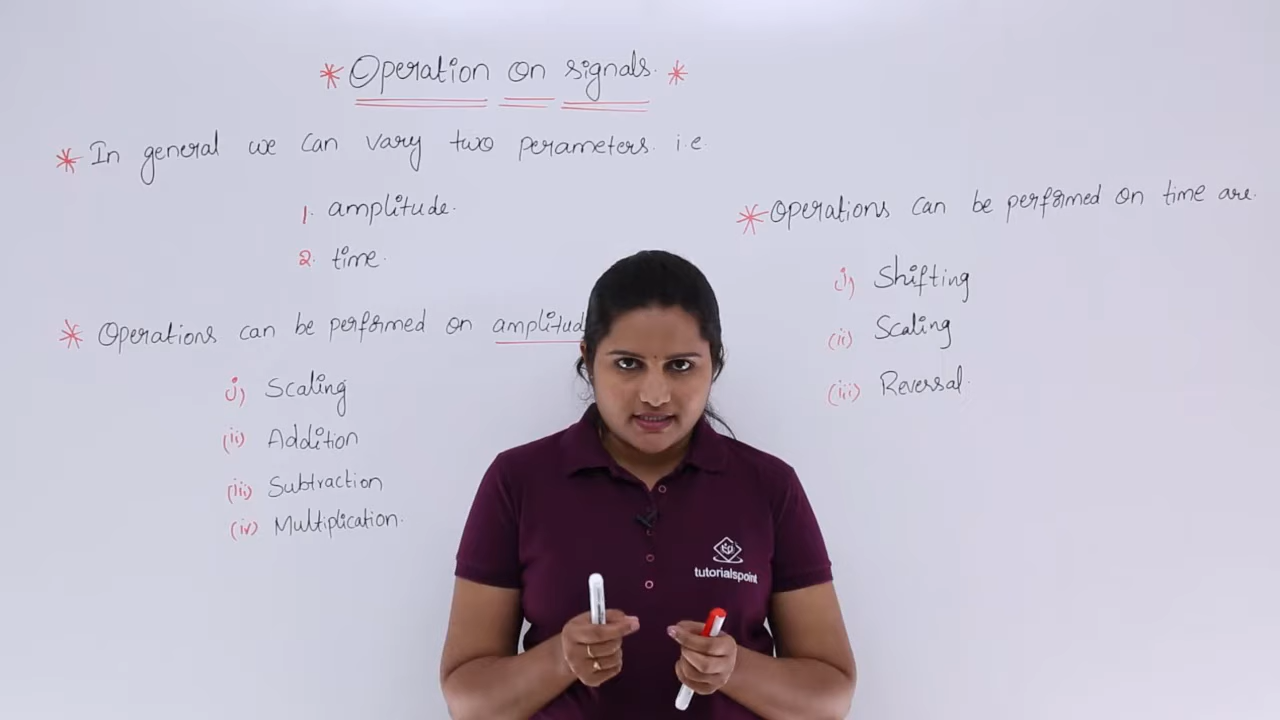 * Operation on signals. *
* In general we can vary two perameters. i.e.
1. amplitude.
2. time.
* Operations can be performed on amplitud
i) Scaling
(ii) Addition
(iii) Subtraction
(iv) Multiplication.
* Operations can be performed on time are.
i) Shifting
(ii) Scaling
(iii) Reversal.
tutorialspoint